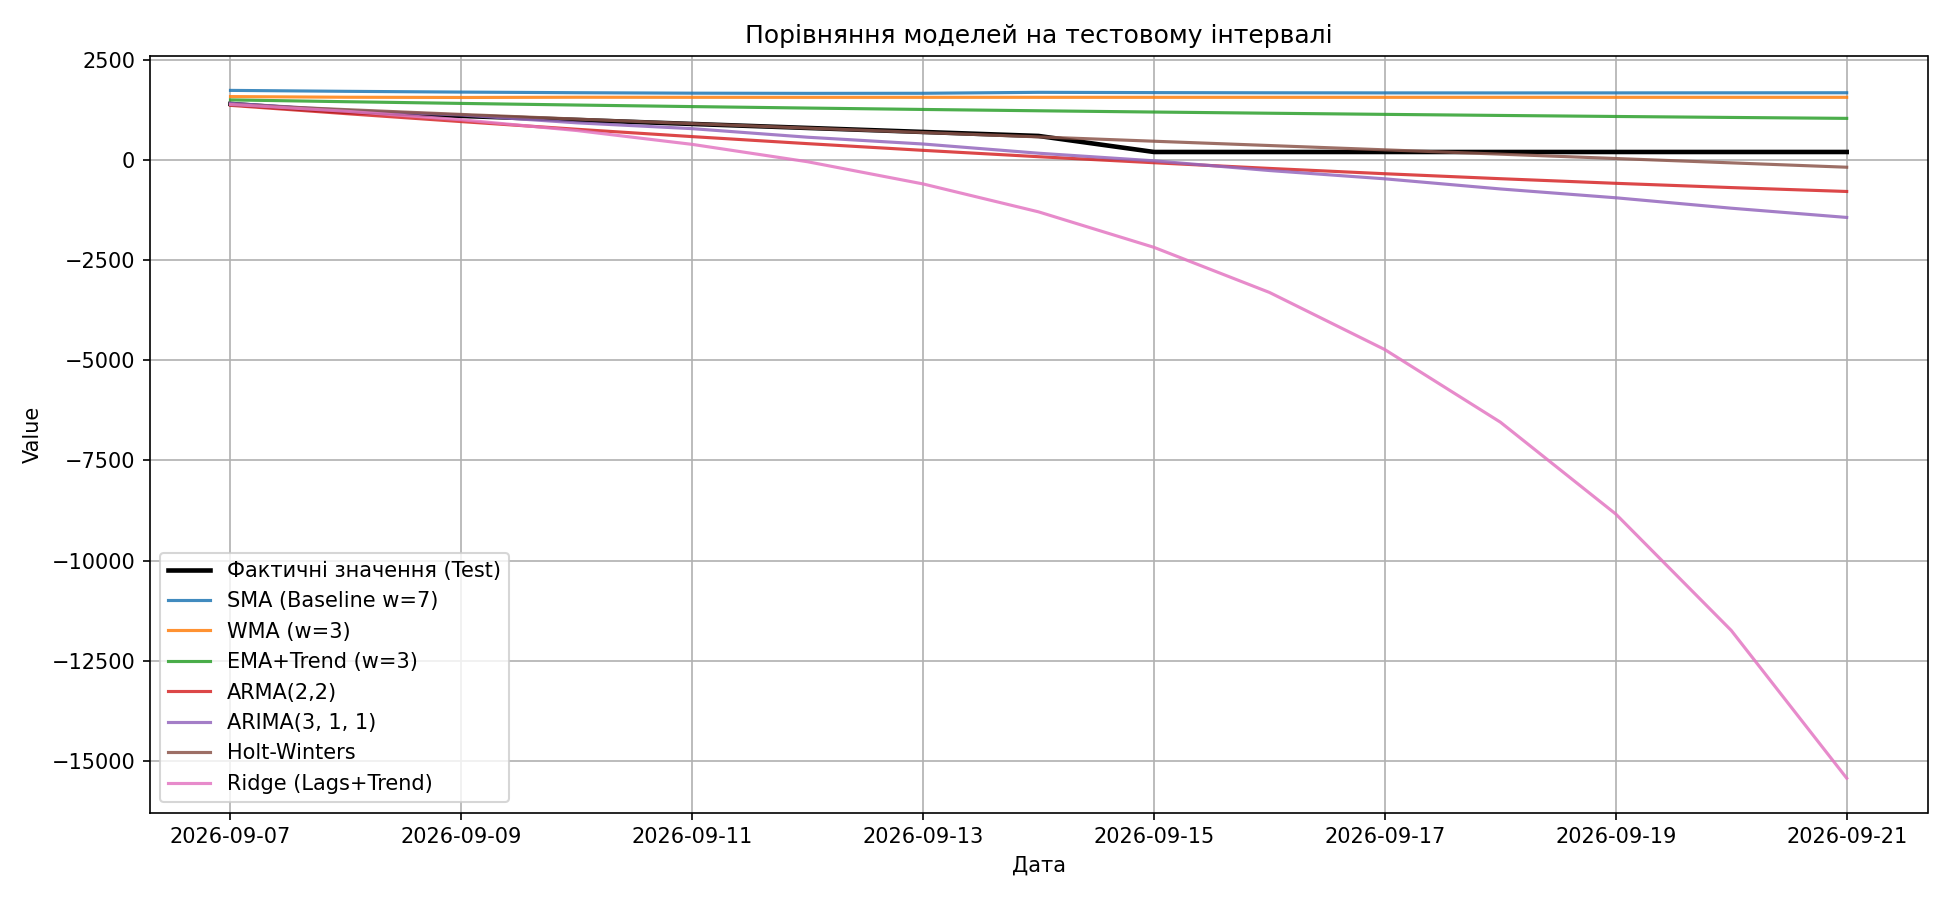 Порівняння моделей на тестовому інтервалі
2500
0
−2500
−5000
−7500
−10000
−12500
−15000
Value
Фактичні значення (Test)
SMA (Baseline w=7)
WMA (w=3)
EMA+Trend (w=3)
ARMA(2,2)
ARIMA(3, 1, 1)
Holt-Winters
Ridge (Lags+Trend)
2026-09-07 2026-09-09 2026-09-11 2026-09-13 2026-09-15 2026-09-17 2026-09-19 2026-09-21
Дата